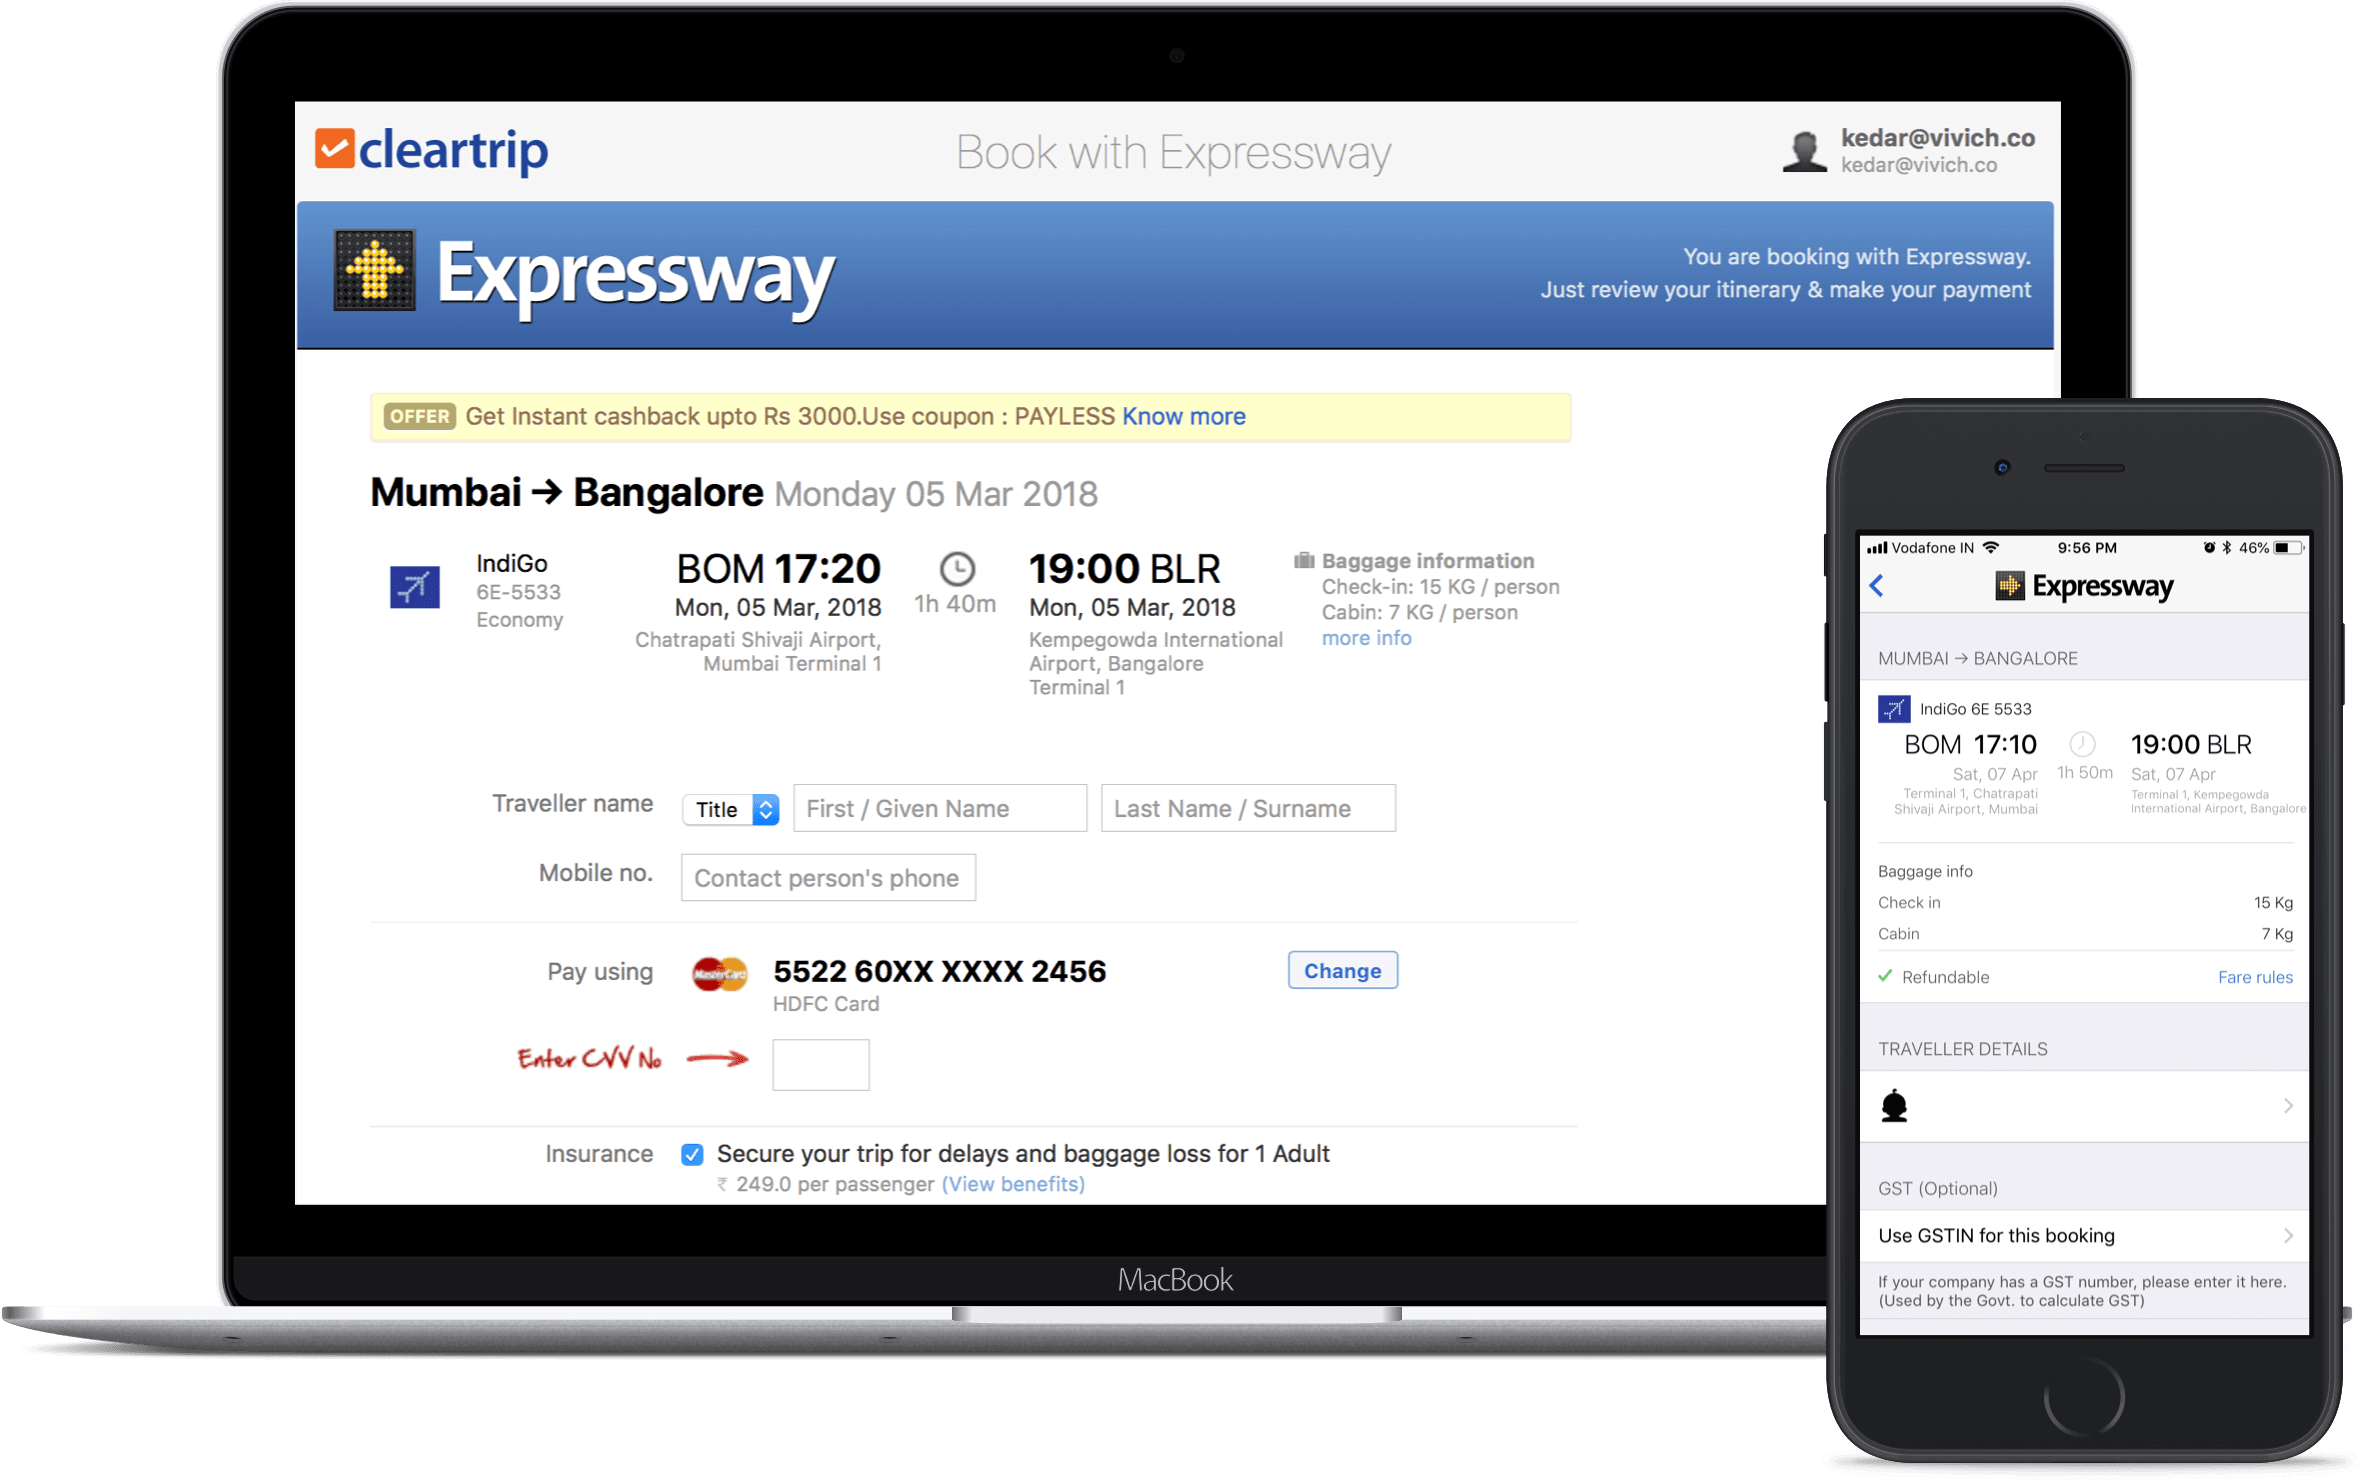 cleartrip
Book with Expressway
kedar@vivich.co
kedar@vivich.co
Expressway
You are booking with Expressway.
Just review your itinerary & make your payment
OFFER Get Instant cashback upto Rs 3000.Use coupon : PAYLESS Know more
Mumbai → Bangalore Monday 05 Mar 2018
IndiGo
6E-5533
Economy
BOM 17:20
Mon, 05 Mar, 2018
Chatrapati Shivaji Airport,
Mumbai Terminal 1
1h 40m
19:00 BLR
Mon, 05 Mar, 2018
Kempegowda International
Airport, Bangalore
Terminal 1
Baggage information
Check-in: 15 KG / person
Cabin: 7 KG / person
more info
Traveller name Title First / Given Name Last Name / Surname
Mobile no. Contact person's phone
Pay using MasterCard 5522 60XX XXXX 2456 Change
HDFC Card
Enter CVV No
Insurance Secure your trip for delays and baggage loss for 1 Adult
₹ 249.0 per passenger (View benefits)
MacBook
Vodafone IN 9:56 PM 46%
Expressway
MUMBAI → BANGALORE
IndiGo 6E 5533
BOM 17:10
Sat, 07 Apr
Terminal 1, Chatrapati
Shivaji Airport, Mumbai
1h 50m
19:00 BLR
Sat, 07 Apr
Terminal 1, Kempegowda
International Airport, Bangalore
Baggage info
Check in 15 Kg
Cabin 7 Kg
Refundable Fare rules
TRAVELLER DETAILS
GST (Optional)
Use GSTIN for this booking
If your company has a GST number, please enter it here.
(Used by the Govt. to calculate GST)